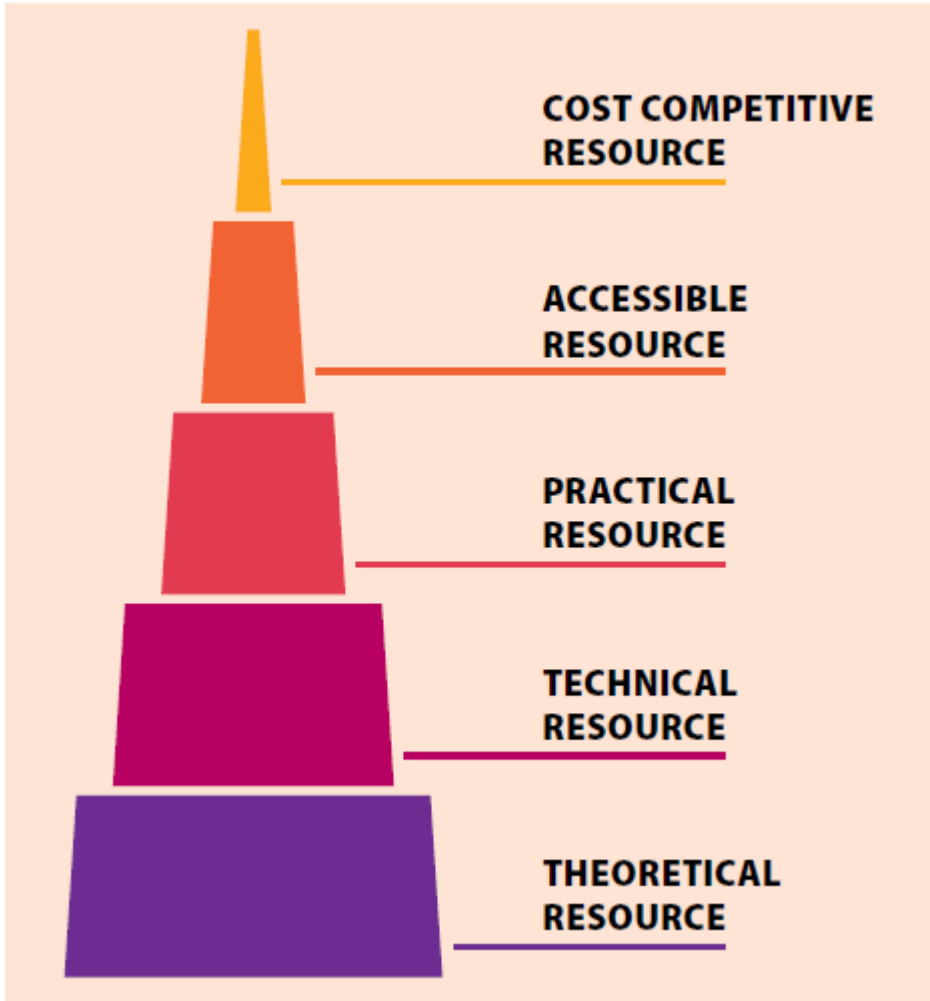 COST COMPETITIVE
RESOURCE
ACCESSIBLE
RESOURCE
PRACTICAL
RESOURCE
TECHNICAL
RESOURCE
THEORETICAL
RESOURCE